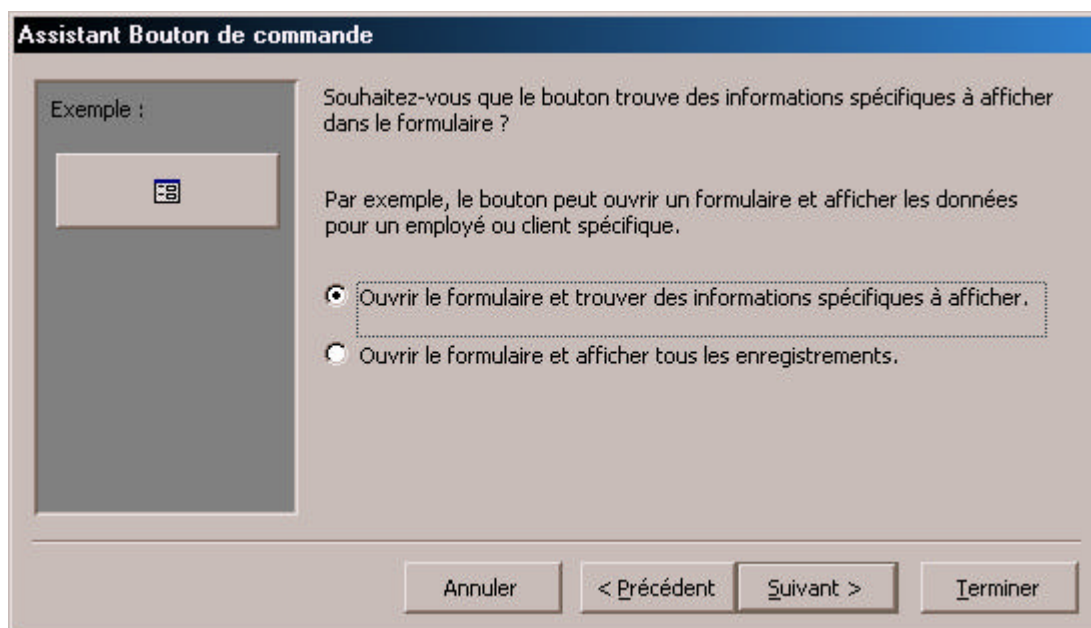 Assistant Bouton de commande
Exemple :
Souhaitez-vous que le bouton trouve des informations spécifiques à afficher
dans le formulaire ?
Par exemple, le bouton peut ouvrir un formulaire et afficher les données
pour un employé ou client spécifique.
Ouvrir le formulaire et trouver des informations spécifiques à afficher.
Ouvrir le formulaire et afficher tous les enregistrements.
Annuler
< Précédent
Suivant >
Terminer